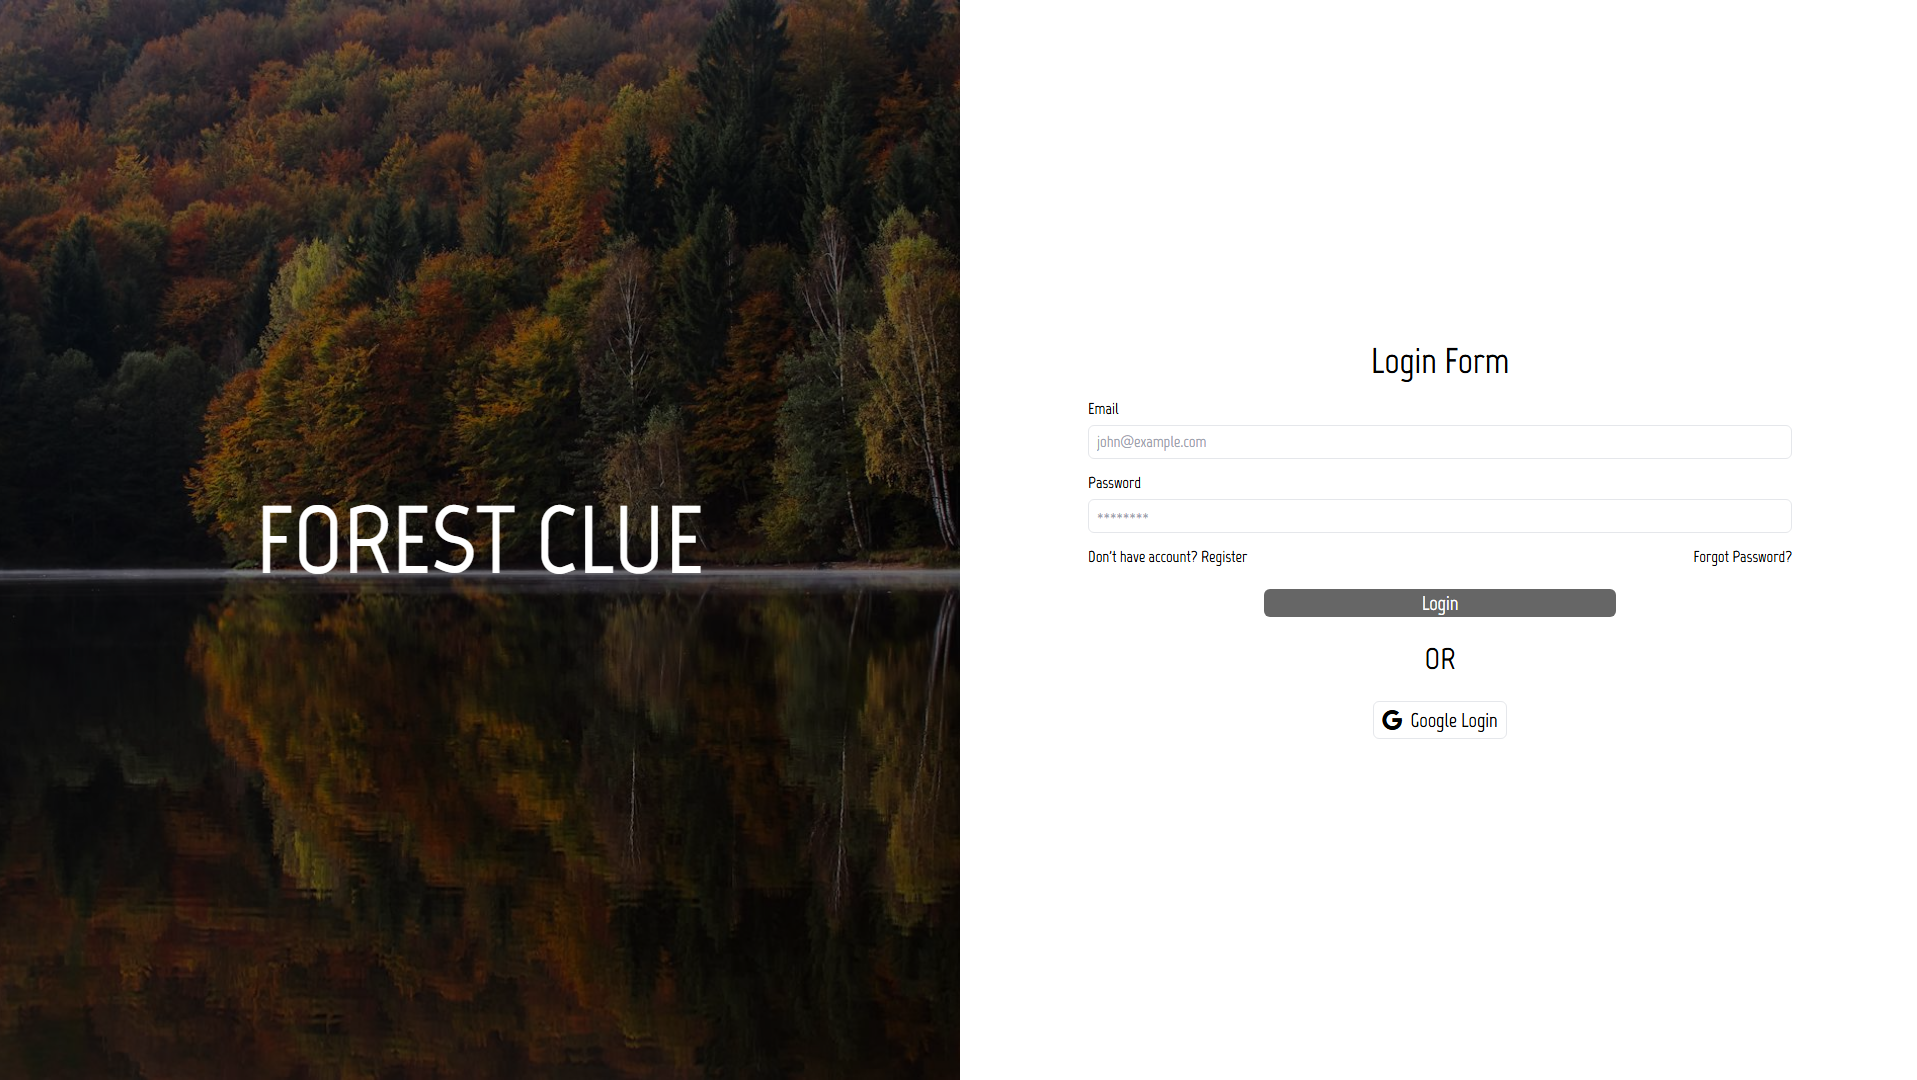 FOREST CLUE
Login Form
Email
john@example.com
Password
********
Don't have account? Register
Forgot Password?
Login
OR
Google Login